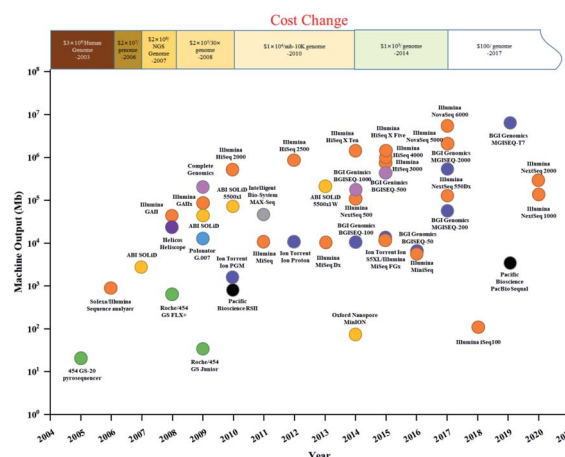 Cost Change
$3×10⁹/Human
Genome
-2003
$2×10⁷/
genome
-2006
$2×10⁶/
NGS
Genome
-2007
$2×10⁵/30×
genome
-2008
$1×10⁴/sub-10K genome
-2010
$1×10³/genome
-2014
$100/ genome
-2017
Machine Output (Mb)
10⁸
10⁷
10⁶
10⁵
10⁴
10³
10²
10¹
10⁰
454 GS-20
pyrosequencer
Solexa/Illumina
Sequence analyzer
ABI SOLiD
Illumina
GAII
Helicos
Heliscope
Roche/454
GS FLX+
Complete
Genomics
Illumina
GAIIx
ABI SOLiD
Polonator
G.007
Roche/454
GS Junior
Illumina
HiSeq 2000
ABI SOLiD
5500xl
Ion Torrent
Ion PGM
Pacific
Bioscience RSII
Intelligent
Bio-System
MAX-Seq
Illumina
MiSeq
Illumina
HiSeq 2500
Ion Torrent
Ion Proton
ABI SOLiD
5500xl W
Illumina
MiSeq Dx
Illumina
HiSeq X Ten
BGI Genimics
BGISEQ-1000
Illumina
NextSeq 500
BGI Genomics
BGISEQ-100
Oxford Nanopore
MinION
Illumina
HiSeq X Five
Illumina
HiSeq 4000
Illumina
HiSeq3000
BGI Genimics
BGISEQ-500
Ion Torrent Ion
S5XL/Illumina
MiSeq FGx
BGI Genomics
BGISEQ-50
Illumina
MiniSeq
Illumina
NovaSeq 6000
Illumina
NovaSeq 5000
BGI Genomics
MGISEQ-2000
Illumina
NextSeq 550Dx
BGI Genomics
MGISEQ-200
Illumina iSeq100
BGI Genomics
MGISEQ-T7
Pacific
Bioscience
PacBio Sequal
Illumina
NextSeq 2000
Illumina
NextSeq 1000
2004 2005 2006 2007 2008 2009 2010 2011 2012 2013 2014 2015 2016 2017 2018 2019 2020
Year